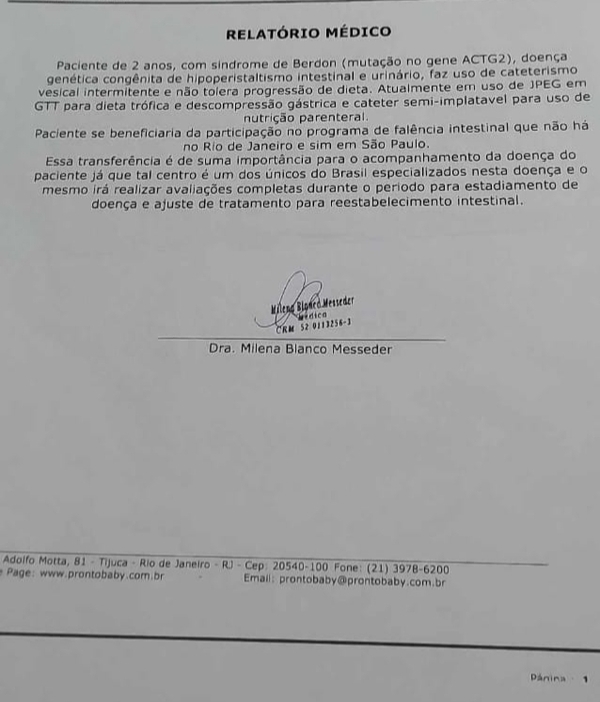 RELATÓRIO MÉDICO
Paciente de 2 anos, com sindrome de Berdon (mutação no gene ACTG2), doença
genética congênita de hipoperistaltismo intestinal e urinário, faz uso de cateterismo
vesical intermitente e não tolera progressão de dieta. Atualmente em uso de JPEG em
GTT para dieta trófica e descompressão gástrica e cateter semi-implatavel para uso de
nutrição parenteral.
Paciente se beneficiaria da participação no programa de falência intestinal que não há
no Rio de Janeiro e sim em São Paulo.
Essa transferência é de suma importância para o acompanhamento da doença do
paciente já que tal centro é um dos únicos do Brasil especializados nesta doença e o
mesmo irá realizar avaliações completas durante o periodo para estadiamento de
doença e ajuste de tratamento para reestabelecimento intestinal.
Milena Blanco Messeder
Médica
CRM 52 0113256-3
Dra. Milena Blanco Messeder
Adolfo Motta, 81 - Tijuca - Rio de Janeiro - RJ - Cep: 20540-100 Fone: (21) 3978-6200
Page: www.prontobaby.com.br - Email: prontobaby@prontobaby.com.br
Página - 1